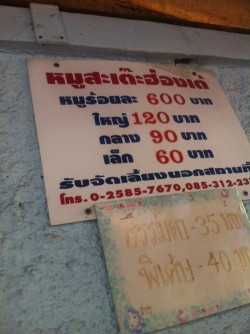 หมูสะเต๊ะฮ่องเต้
หมูร้อยละ 600 บาท
ใหญ่ 120 บาท
กลาง 90 บาท
เล็ก 60 บาท
รับจัดเลี้ยงนอกสถานที่
โทร. 0-2585-7670, 085-312-23
ธรรมดา - 35 บาท
พิเศษ - 40 บาท